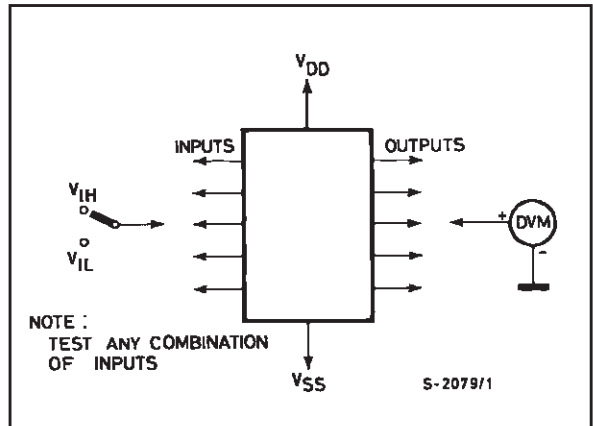 VDD
INPUTS
OUTPUTS
VIH
VIL
+
DVM
-
NOTE :
TEST ANY COMBINATION
OF INPUTS
VSS
S-2079/1